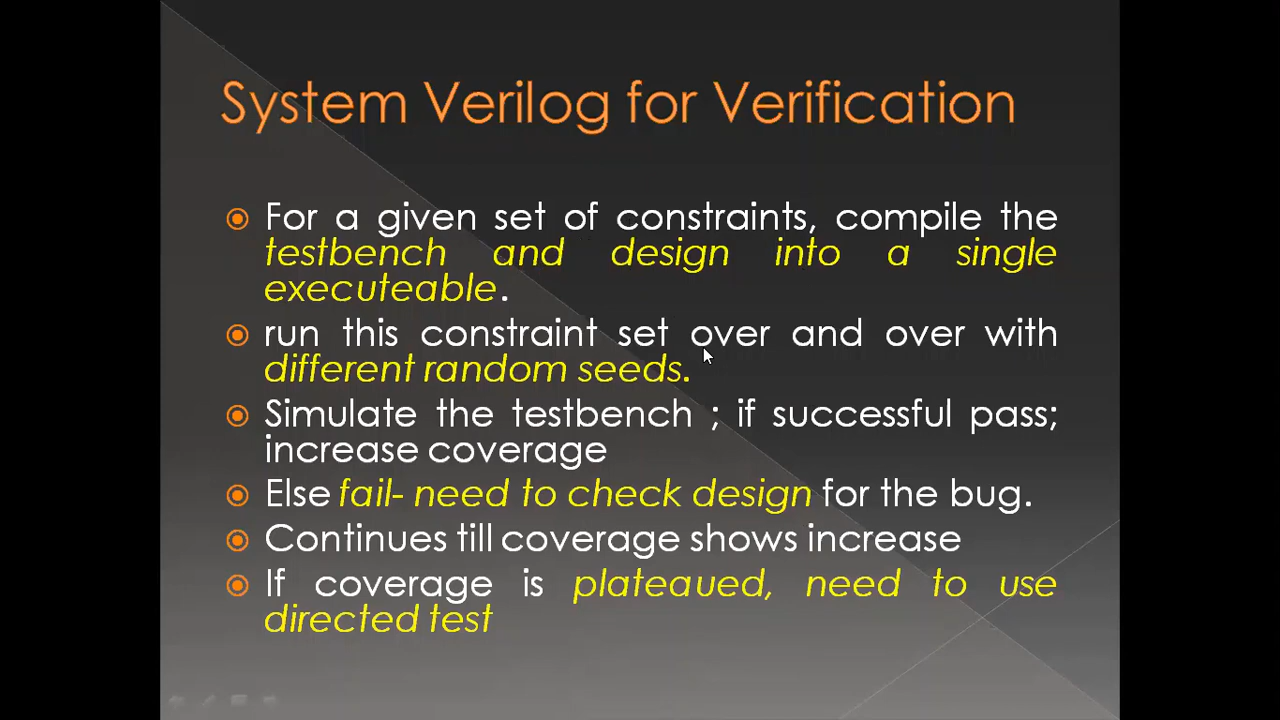 System Verilog for Verification
For a given set of constraints, compile the
testbench and design into a single
executeable.
run this constraint set over and over with
different random seeds.
Simulate the testbench ; if successful pass;
increase coverage
Else fail- need to check design for the bug.
Continues till coverage shows increase
If coverage is plateaued, need to use
directed test